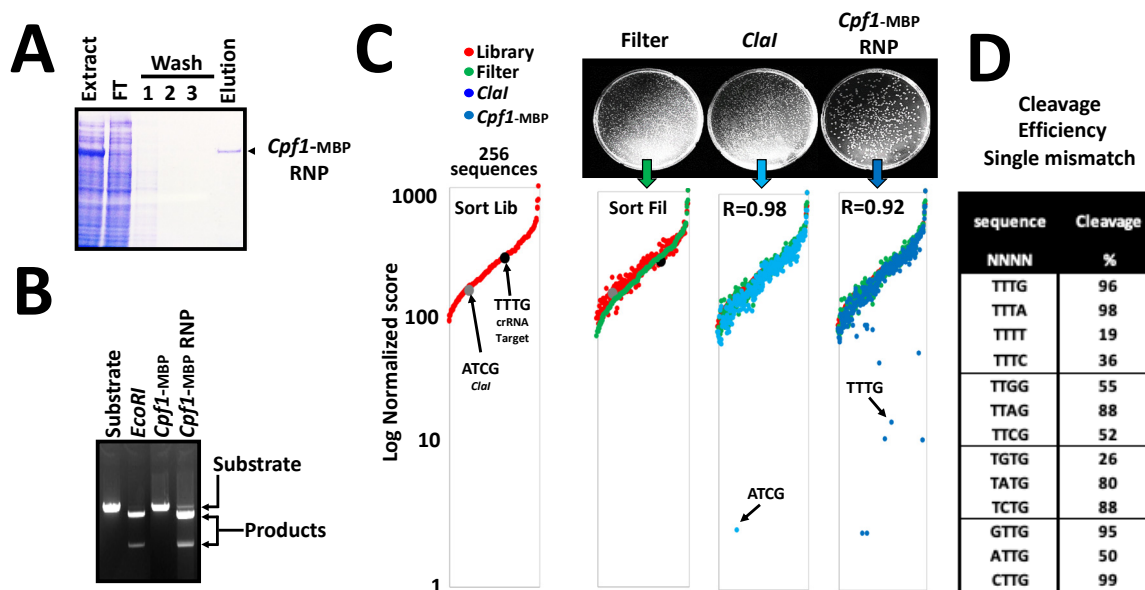 A
Extract
FT
Wash
1 2 3
Elution
Cpf1-MBP
RNP
B
Substrate
EcoRI
Cpf1-MBP
Cpf1-MBP RNP
Substrate
Products
C
Library
Filter
ClaI
Cpf1-MBP
256
sequences
Filter
ClaI
Cpf1-MBP
RNP
Log Normalized score
1000
100
10
1
Sort Lib
TTTG
crRNA
Target
ATCG
ClaI
Sort Fil
R=0.98
ATCG
R=0.92
TTTG
D
Cleavage
Efficiency
Single mismatch
sequence Cleavage
NNNN %
TTTG 96
TTTA 98
TTTT 19
TTTC 36
TTGG 55
TTAG 88
TTCG 52
TGTG 26
TATG 80
TCTG 88
GTTG 95
ATTG 50
CTTG 99